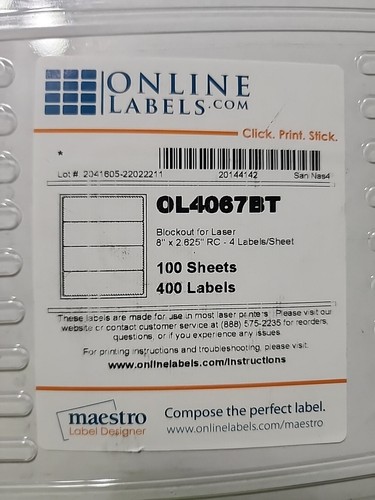 ONLINE
LABELS.COM
Click. Print. Stick.
*
Lot # 2041605-22022211 20144142 San Nas4
OL4067BT
Blockout for Laser
8" x 2.625" RC - 4 Labels/Sheet
100 Sheets
400 Labels
These labels are made for use in most laser printers. Please visit our
website or contact customer service at (888) 575-2235 for reorders,
questions, or if you experience any issues.
For printing instructions and troubleshooting, please visit:
www.onlinelabels.com/instructions
maestro
Label Designer
Compose the perfect label.
www.onlinelabels.com/maestro